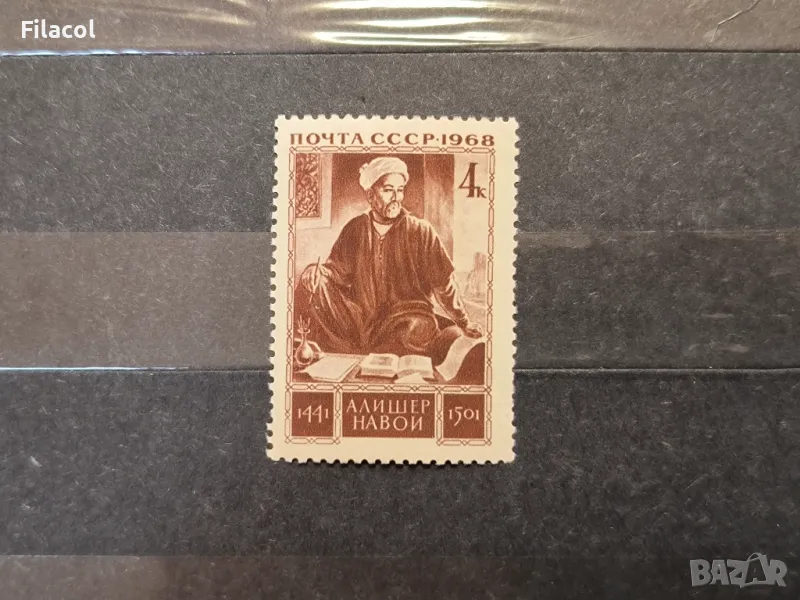 Filacol
ПОЧТА СССР·1968
4к
1441 АЛИШЕР НАВОИ 1501
BAZAR